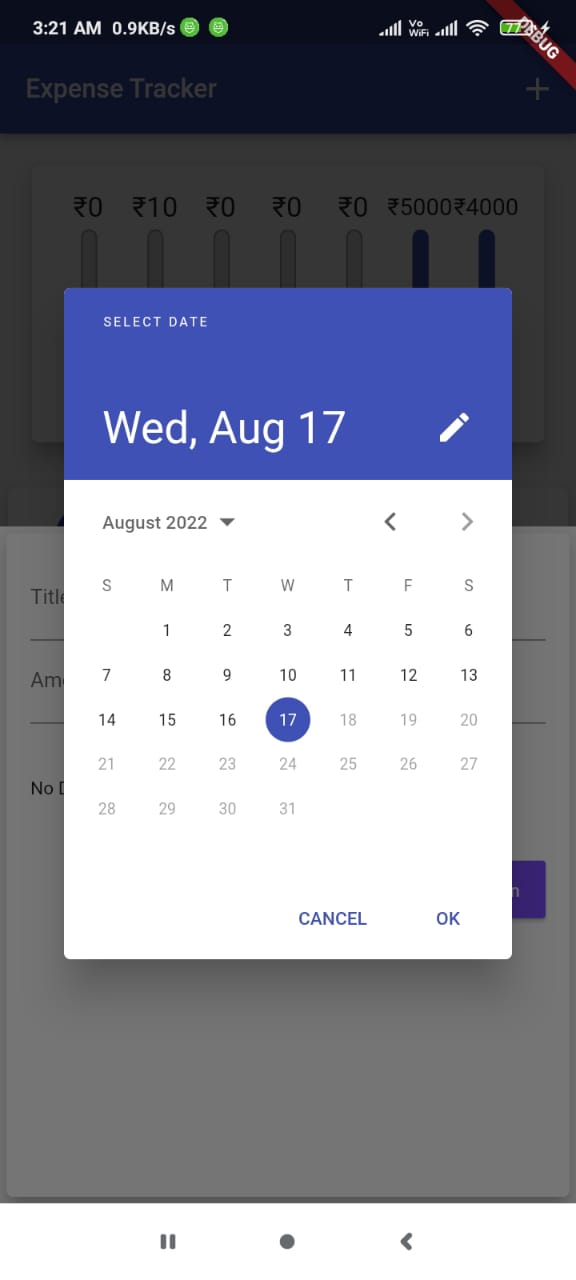 3:21 AM 0.9KB/s Vo WiFi 77
DEBUG
Expense Tracker
₹0 ₹10 ₹0 ₹0 ₹0 ₹5000 ₹4000
SELECT DATE
Wed, Aug 17
August 2022
S M T W T F S
1 2 3 4 5 6
7 8 9 10 11 12 13
14 15 16 17 18 19 20
21 22 23 24 25 26 27
28 29 30 31
CANCEL OK
Title
Am
No D
n